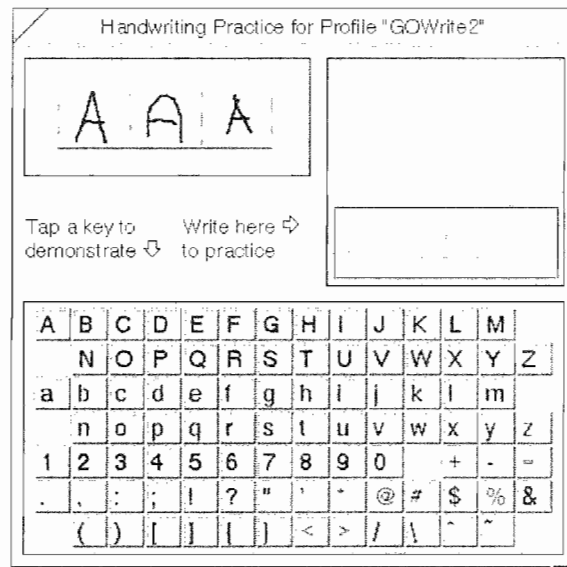 Handwriting Practice for Profile "GOWrite2"
A A A
Tap a key to
demonstrate ⇩
Write here ⇨
to practice
A B C D E F G H I J K L M
N O P Q R S T U V W X Y Z
a b c d e f g h i j k l m
n o p q r s t u v w x y z
1 2 3 4 5 6 7 8 9 0 + - =
. , : ; ! ? " ' * @ # $ % &
( ) [ ] { } < > / \ ^ ~